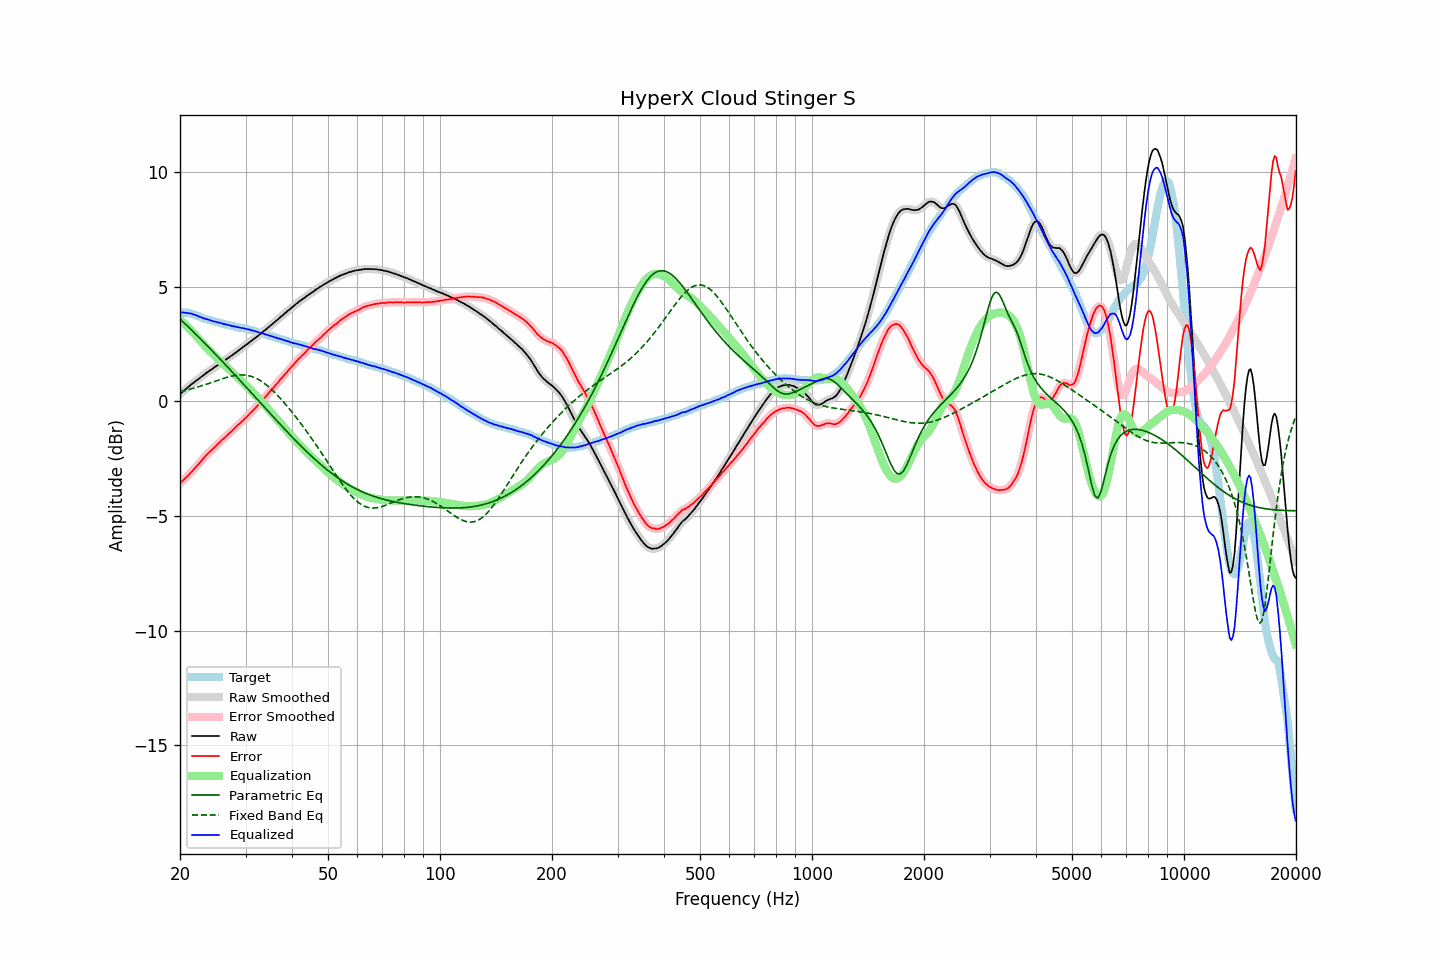 HyperX Cloud Stinger S
Amplitude (dBr)
10
5
0
−5
−10
−15
Target
Raw Smoothed
Error Smoothed
Raw
Error
Equalization
Parametric Eq
Fixed Band Eq
Equalized
20 50 100 200 500 1000 2000 5000 10000 20000
Frequency (Hz)